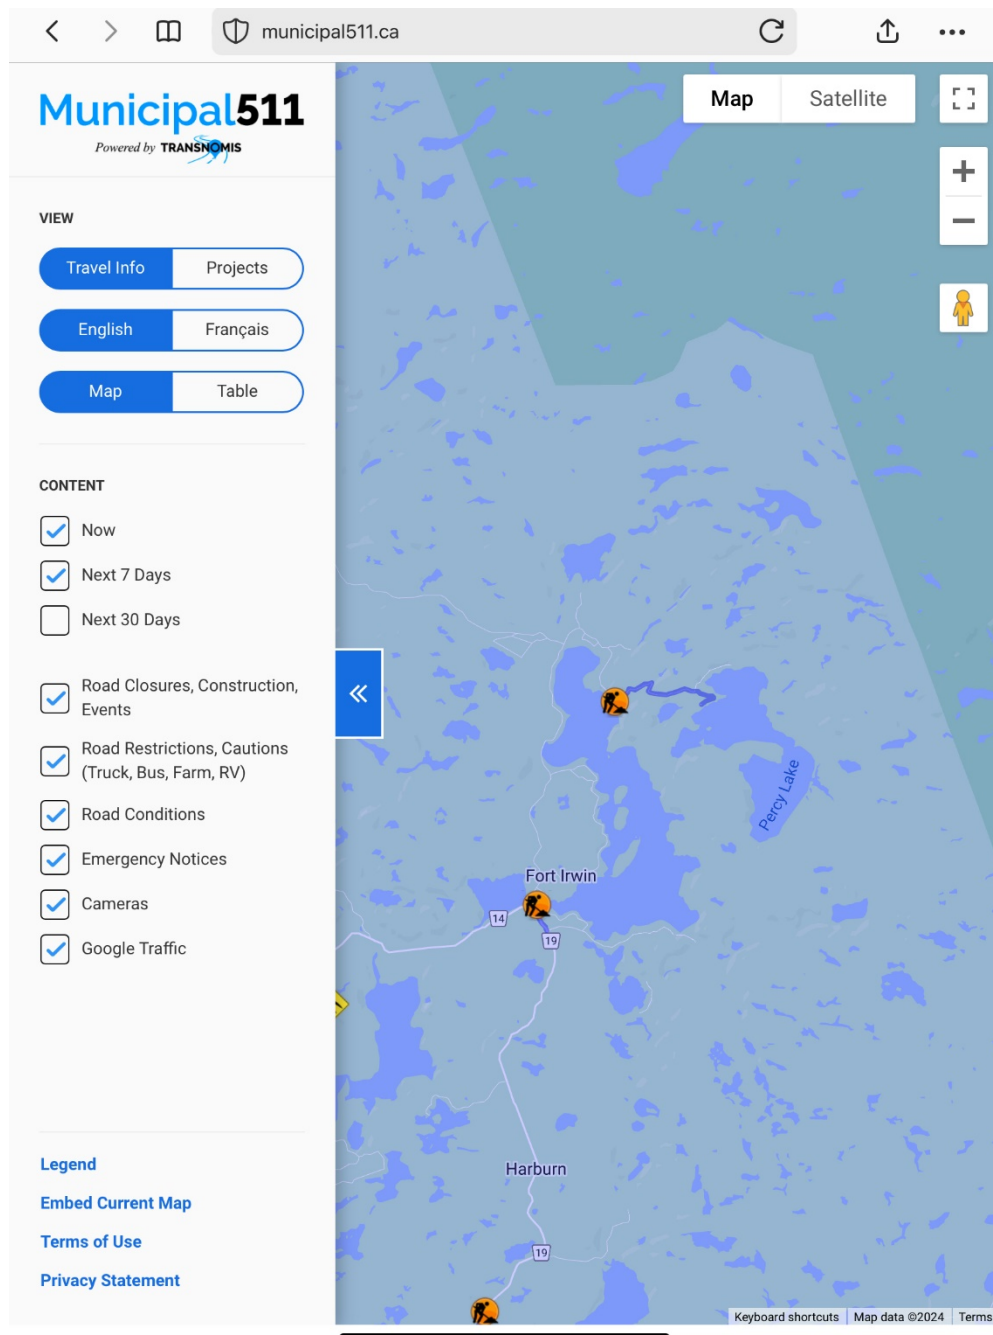 municipal511.ca
Municipal511
Powered by TRANSNOMIS
VIEW
Travel Info
Projects
English
Français
Map
Table
CONTENT
Now
Next 7 Days
Next 30 Days
Road Closures, Construction,
Events
Road Restrictions, Cautions
(Truck, Bus, Farm, RV)
Road Conditions
Emergency Notices
Cameras
Google Traffic
Legend
Embed Current Map
Terms of Use
Privacy Statement
Map
Satellite
Percy Lake
Fort Irwin
14
19
Harburn
19
Keyboard shortcuts
Map data ©2024
Terms